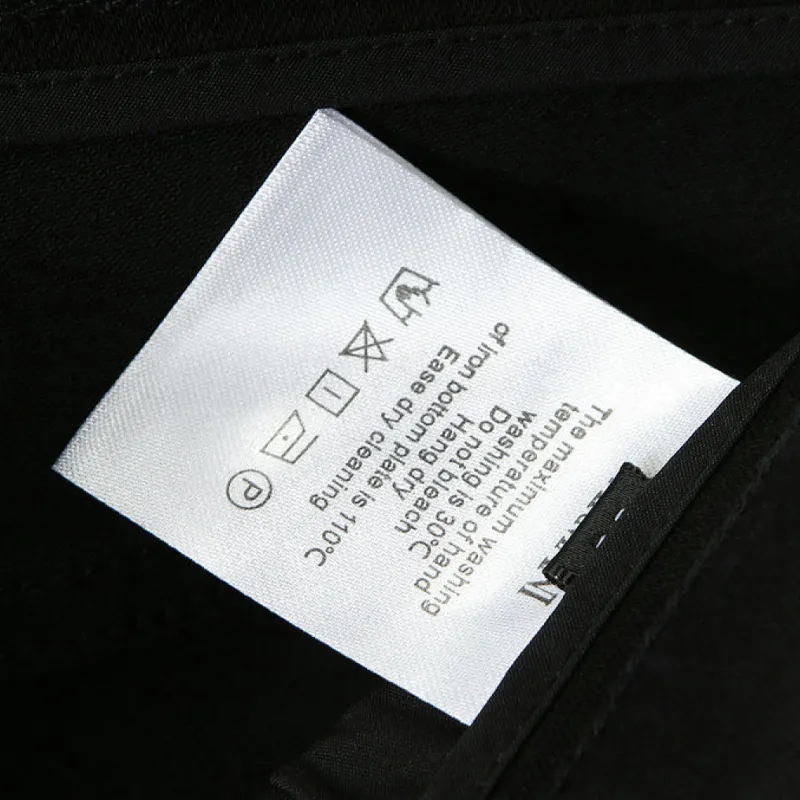 The maximum washing
temperature of hand
washing is 30℃
Do not bleach
Hang dry
of iron bottom plate is 110℃
Ease dry cleaning
P